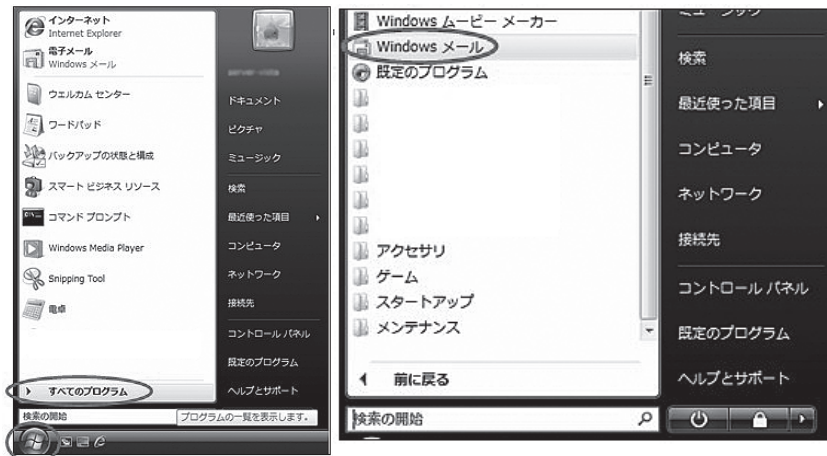 インターネット
Internet Explorer
電子メール
Windows メール
ウェルカム センター
ワードパッド
バックアップの状態と構成
スマート ビジネス リソース
コマンド プロンプト
Windows Media Player
Snipping Tool
電卓
すべてのプログラム
検索の開始
プログラムの一覧を表示します。
ドキュメント
ピクチャ
ミュージック
検索
最近使った項目
コンピュータ
ネットワーク
接続先
コントロール パネル
既定のプログラム
ヘルプとサポート
Windows ムービー メーカー
Windows メール
既定のプログラム
アクセサリ
ゲーム
スタートアップ
メンテナンス
前に戻る
検索の開始
検索
最近使った項目
コンピュータ
ネットワーク
接続先
コントロール パネル
既定のプログラム
ヘルプとサポート